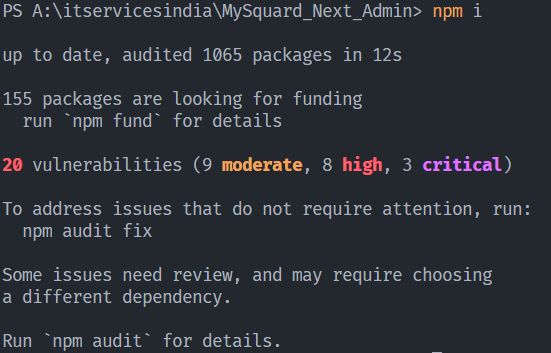 PS A:\itservicesindia\MySquard_Next_Admin> npm i
up to date, audited 1065 packages in 12s
155 packages are looking for funding
  run `npm fund` for details
20 vulnerabilities (9 moderate, 8 high, 3 critical)
To address issues that do not require attention, run:
  npm audit fix
Some issues need review, and may require choosing
a different dependency.
Run `npm audit` for details.